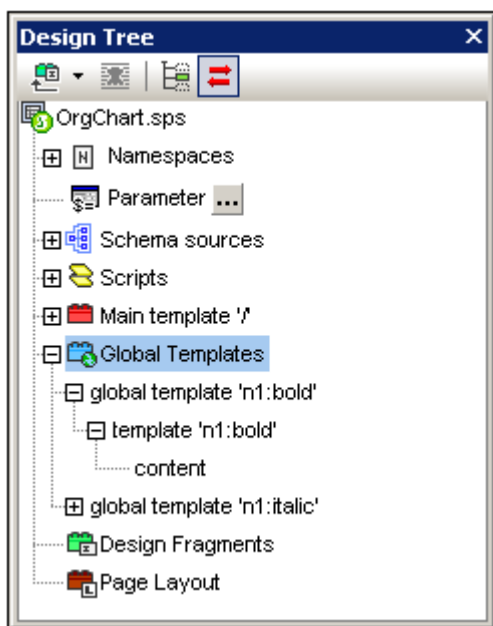 Design Tree
OrgChart.sps
Namespaces
Parameter ...
Schema sources
Scripts
Main template '/'
Global Templates
global template 'n1:bold'
template 'n1:bold'
content
global template 'n1:italic'
Design Fragments
Page Layout